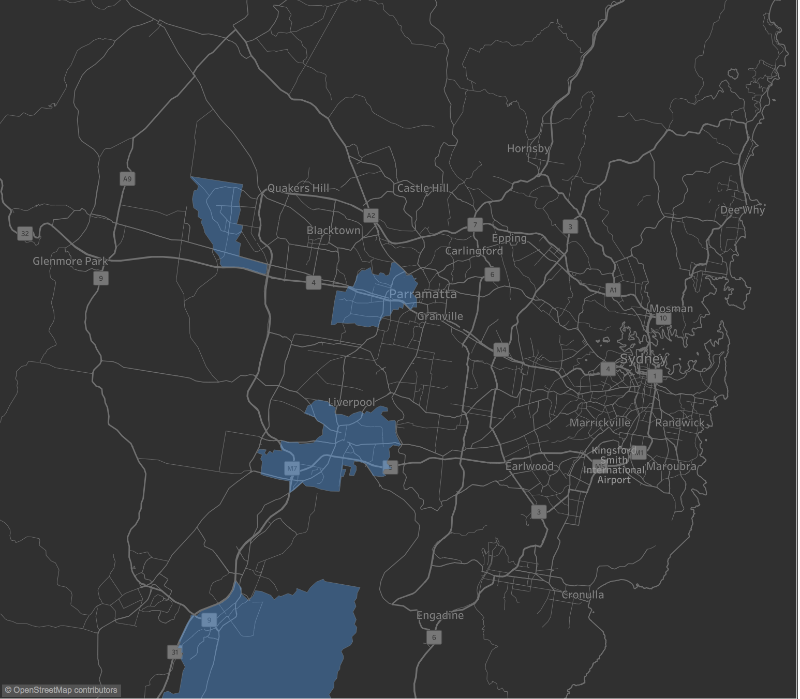 Hornsby
A9
Quakers Hill
Castle Hill
Dee Why
A2
32
Blacktown
7
3
Epping
Carlingford
Glenmore Park
9
4
6
A1
Parramatta
Mosman
Granville
10
M4
Sydney
4
1
Liverpool
Marrickville
Randwick
Kingsford
Smith
International
Airport
M1
Earlwood
Maroubra
M7
5
3
Cronulla
Engadine
6
31
© OpenStreetMap contributors